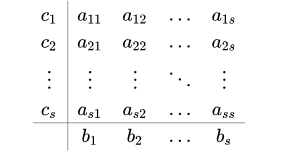 c₁ a₁₁ a₁₂ … a₁ₛ
c₂ a₂₁ a₂₂ … a₂ₛ
⋮ ⋮ ⋮ ⋱ ⋮
cₛ aₛ₁ aₛ₂ … aₛₛ
b₁ b₂ … bₛ